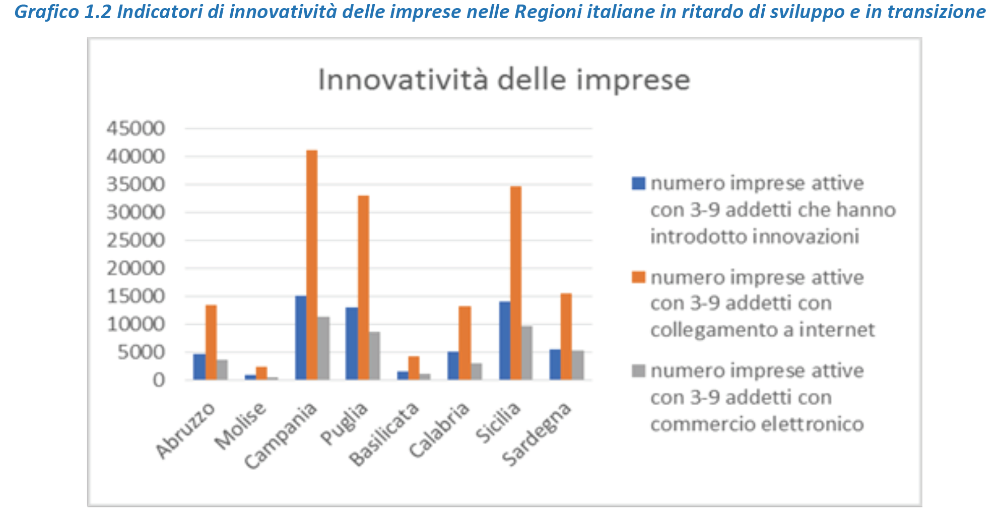 Grafico 1.2 Indicatori di innovatività delle imprese nelle Regioni italiane in ritardo di sviluppo e in transizione
Innovatività delle imprese
45000
40000
35000
30000
25000
20000
15000
10000
5000
0
Abruzzo
Molise
Campania
Puglia
Basilicata
Calabria
Sicilia
Sardegna
numero imprese attive
con 3-9 addetti che hanno
introdotto innovazioni
numero imprese attive
con 3-9 addetti con
collegamento a internet
numero imprese attive
con 3-9 addetti con
commercio elettronico